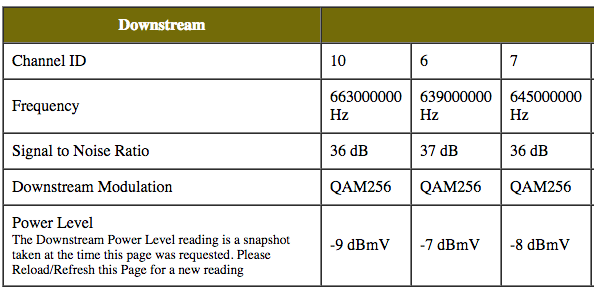 Downstream
Channel ID 10 6 7
Frequency 663000000 Hz 639000000 Hz 645000000 Hz
Signal to Noise Ratio 36 dB 37 dB 36 dB
Downstream Modulation QAM256 QAM256 QAM256
Power Level
The Downstream Power Level reading is a snapshot
taken at the time this page was requested. Please
Reload/Refresh this Page for a new reading
-9 dBmV -7 dBmV -8 dBmV